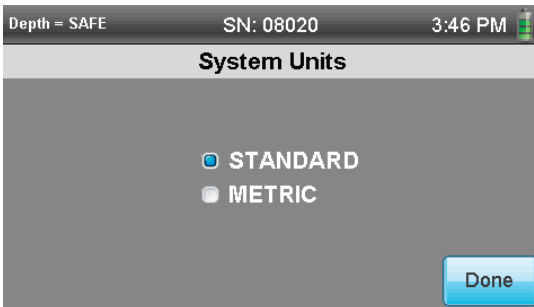 Depth = SAFE SN: 08020 3:46 PM
System Units
STANDARD
METRIC
Done